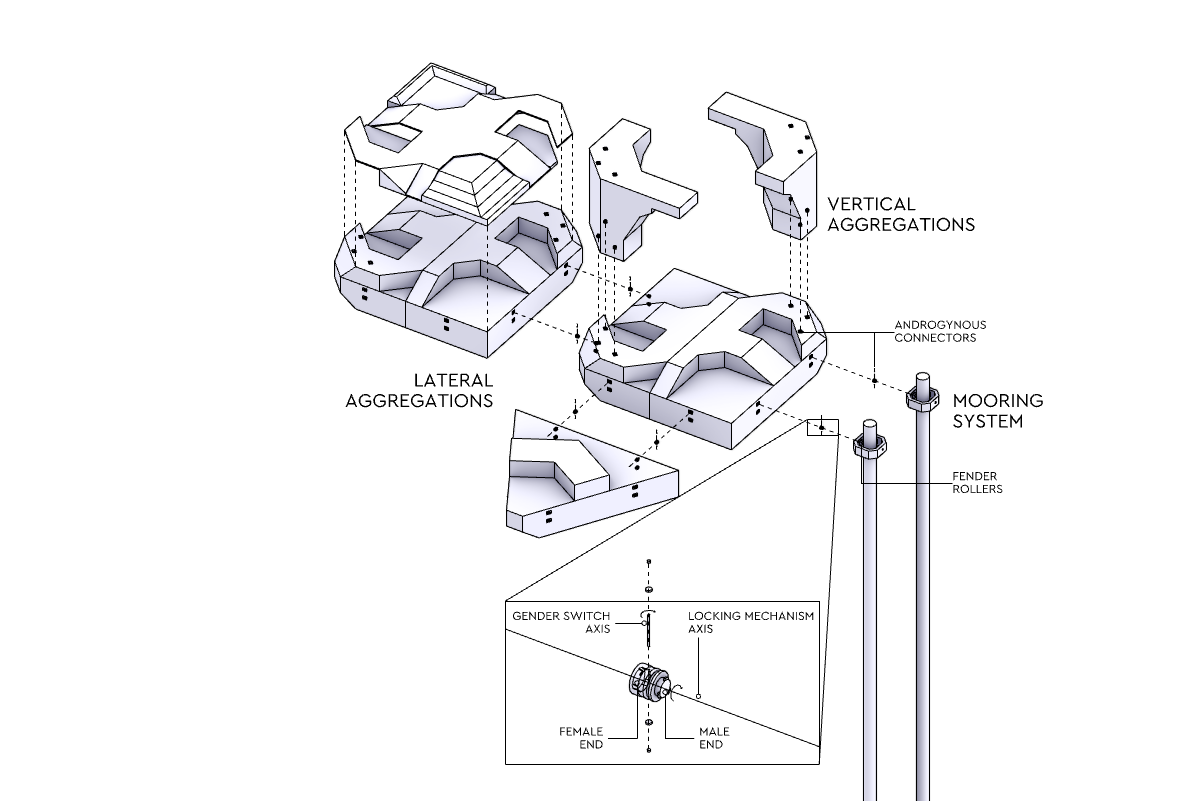 VERTICAL
AGGREGATIONS
ANDROGYNOUS
CONNECTORS
LATERAL
AGGREGATIONS
MOORING
SYSTEM
FENDER
ROLLERS
GENDER SWITCH
AXIS
LOCKING MECHANISM
AXIS
FEMALE
END
MALE
END